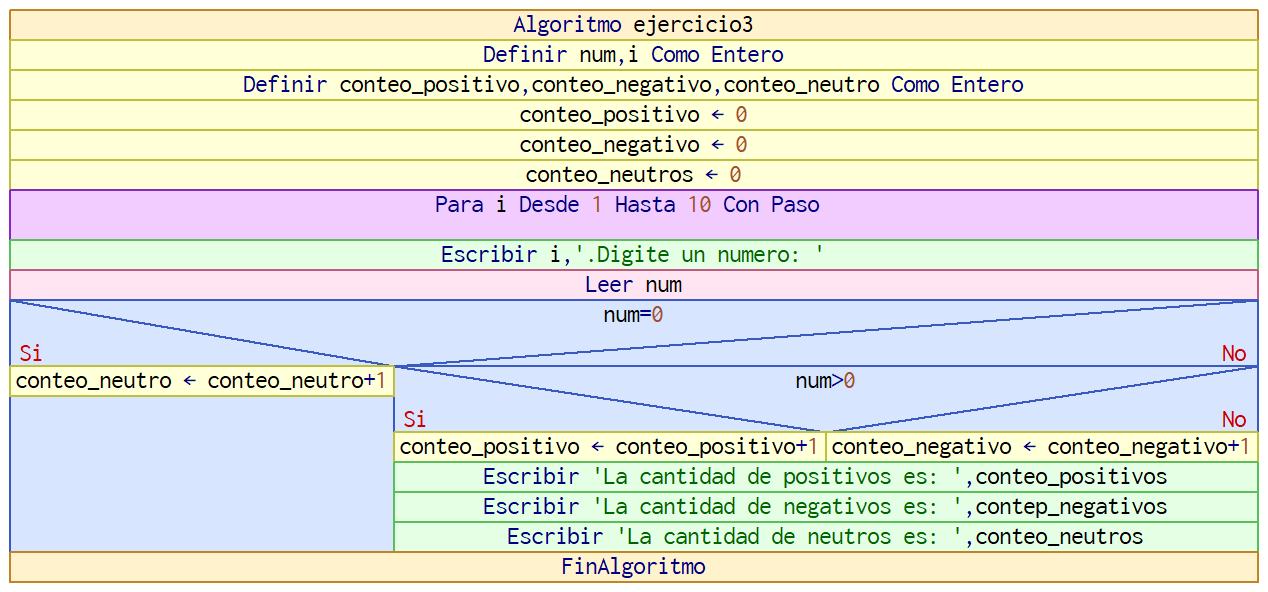 Algoritmo ejercicio3
Definir num,i Como Entero
Definir conteo_positivo,conteo_negativo,conteo_neutro Como Entero
conteo_positivo ← 0
conteo_negativo ← 0
conteo_neutros ← 0
Para i Desde 1 Hasta 10 Con Paso
Escribir i,'.Digite un numero: '
Leer num
num=0
Si No
conteo_neutro ← conteo_neutro+1 num>0
Si No
conteo_positivo ← conteo_positivo+1 conteo_negativo ← conteo_negativo+1
Escribir 'La cantidad de positivos es: ',conteo_positivos
Escribir 'La cantidad de negativos es: ',contep_negativos
Escribir 'La cantidad de neutros es: ',conteo_neutros
FinAlgoritmo